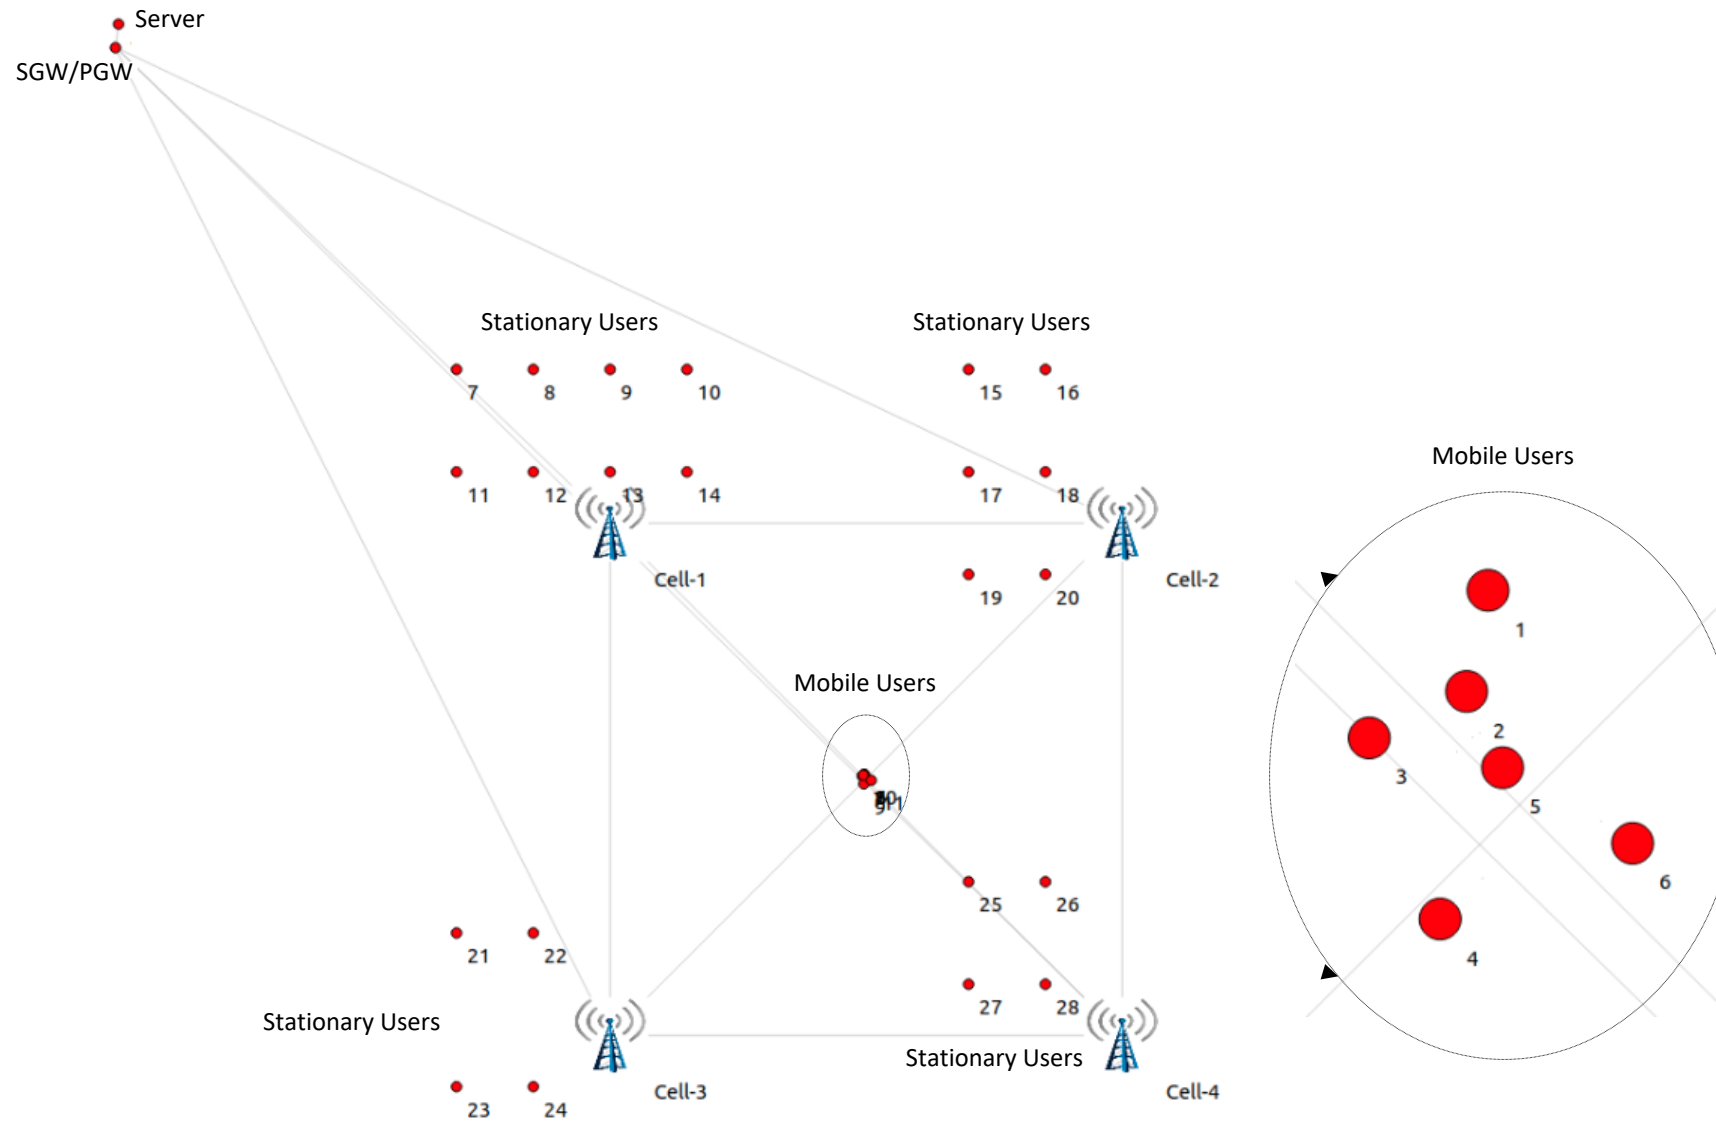 Server
SGW/PGW
Stationary Users
Stationary Users
7
8
9
10
15
16
11
12
13
14
17
18
Cell-1
Cell-2
19
20
Mobile Users
25
26
21
22
27
28
Stationary Users
Stationary Users
Cell-3
Cell-4
23
24
Mobile Users
1
2
3
5
6
4